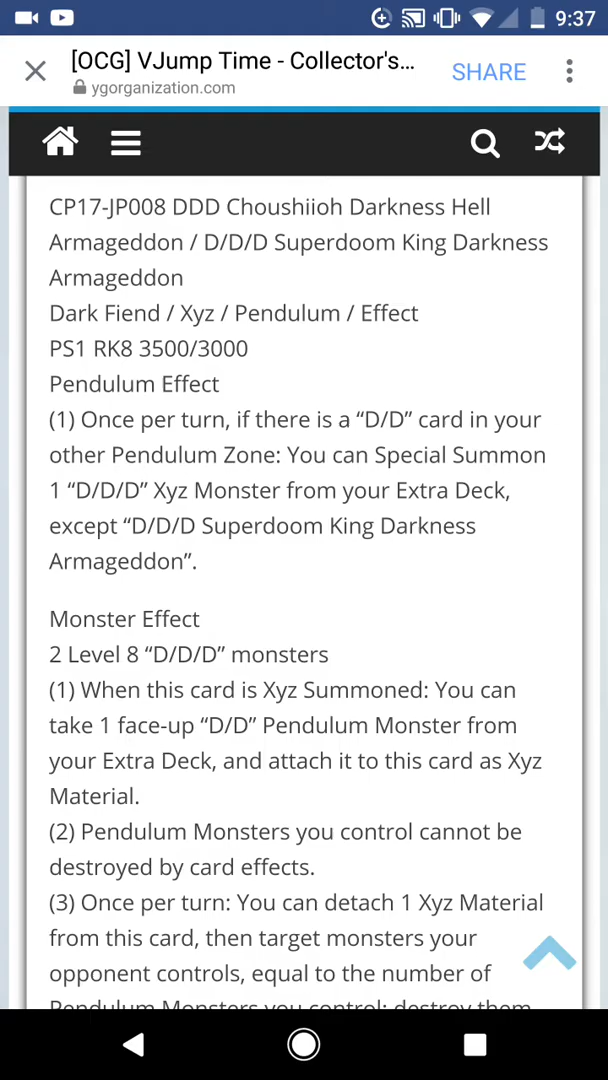 9:37
[OCG] VJump Time - Collector's...
SHARE
ygorganization.com
CP17-JP008 DDD Choushiioh Darkness Hell
Armageddon / D/D/D Superdoom King Darkness
Armageddon
Dark Fiend / Xyz / Pendulum / Effect
PS1 RK8 3500/3000
Pendulum Effect
(1) Once per turn, if there is a “D/D” card in your
other Pendulum Zone: You can Special Summon
1 “D/D/D” Xyz Monster from your Extra Deck,
except “D/D/D Superdoom King Darkness
Armageddon”.
Monster Effect
2 Level 8 “D/D/D” monsters
(1) When this card is Xyz Summoned: You can
take 1 face-up “D/D” Pendulum Monster from
your Extra Deck, and attach it to this card as Xyz
Material.
(2) Pendulum Monsters you control cannot be
destroyed by card effects.
(3) Once per turn: You can detach 1 Xyz Material
from this card, then target monsters your
opponent controls, equal to the number of
Pendulum Monsters you control; destroy them